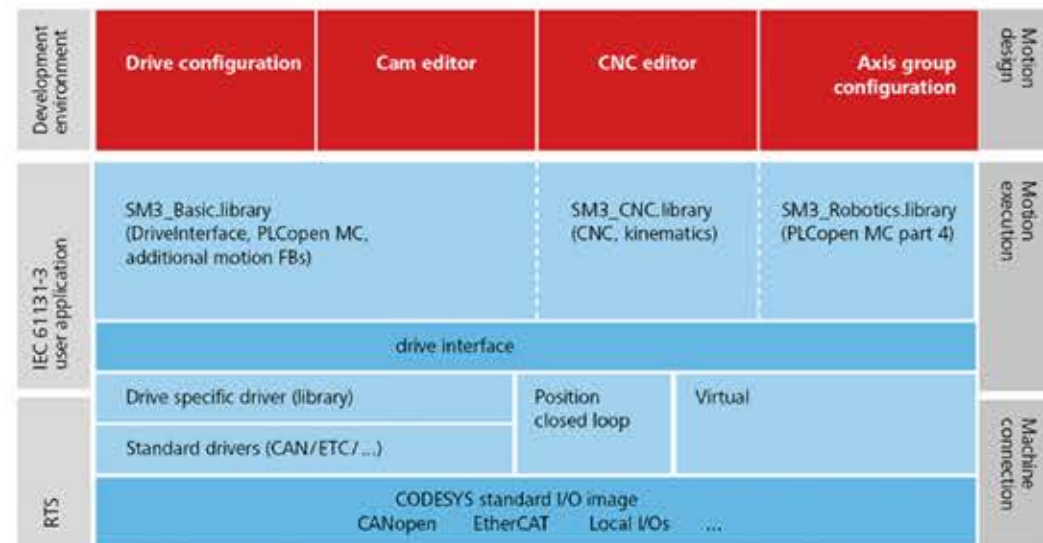 Development
environment
Drive configuration
Cam editor
CNC editor
Axis group
configuration
Motion
design
IEC 61131-3
user application
SM3_Basic.library
(DriveInterface, PLCopen MC,
additional motion FBs)
SM3_CNC.library
(CNC, kinematics)
SM3_Robotics.library
(PLCopen MC part 4)
Motion
execution
drive interface
Drive specific driver (library)
Position
closed loop
Virtual
Standard drivers (CAN/ETC/...)
Machine
connection
RTS
CODESYS standard I/O image
CANopen EtherCAT Local I/Os ...